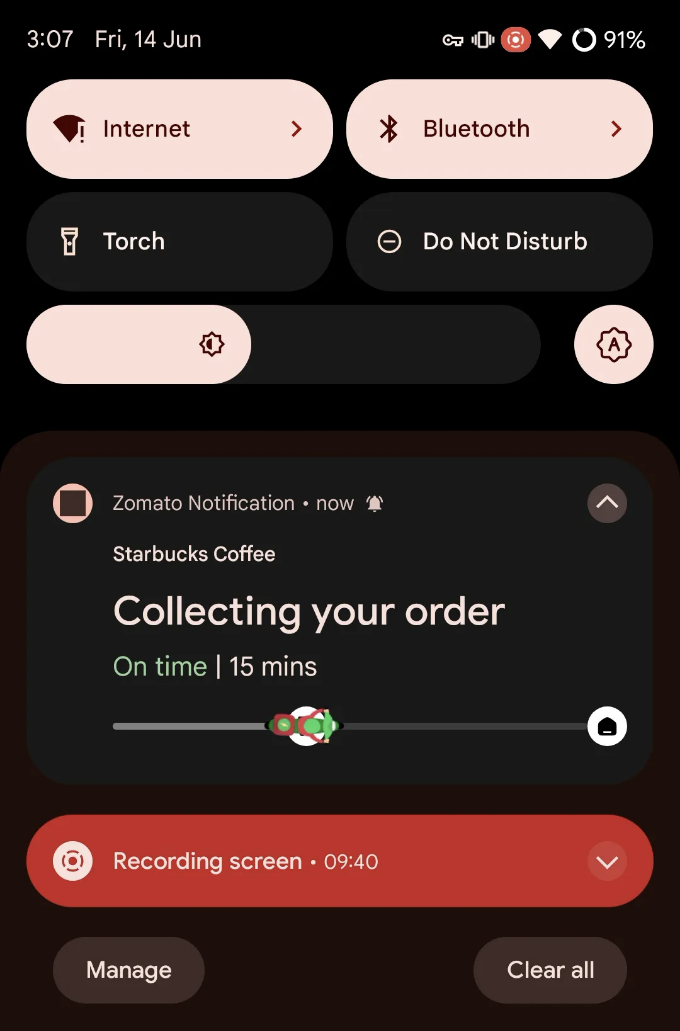 3:07 Fri, 14 Jun 91%
Internet Bluetooth
Torch Do Not Disturb
A
Zomato Notification • now
Starbucks Coffee
Collecting your order
On time | 15 mins
Recording screen • 09:40
Manage Clear all